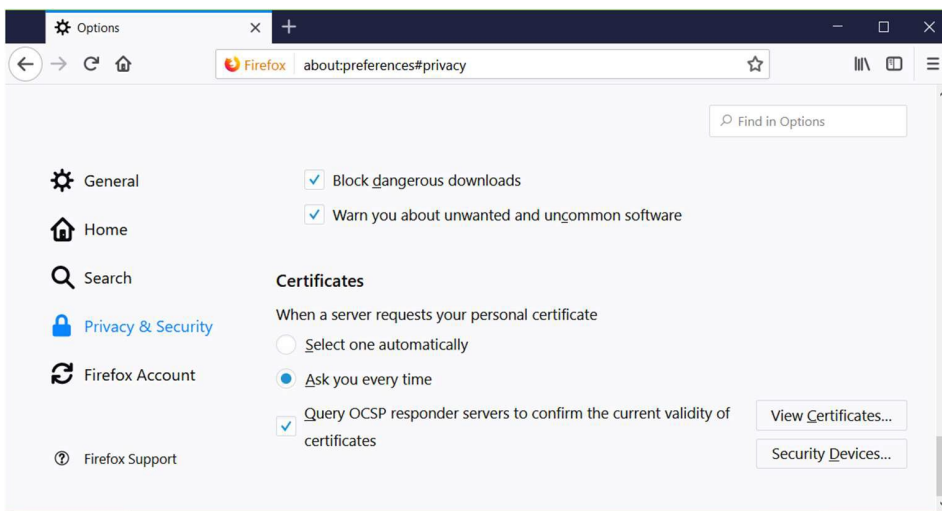 Options
Firefox about:preferences#privacy
Find in Options
General
Home
Search
Privacy & Security
Firefox Account
Firefox Support
Block dangerous downloads
Warn you about unwanted and uncommon software
Certificates
When a server requests your personal certificate
Select one automatically
Ask you every time
Query OCSP responder servers to confirm the current validity of
certificates
View Certificates...
Security Devices...